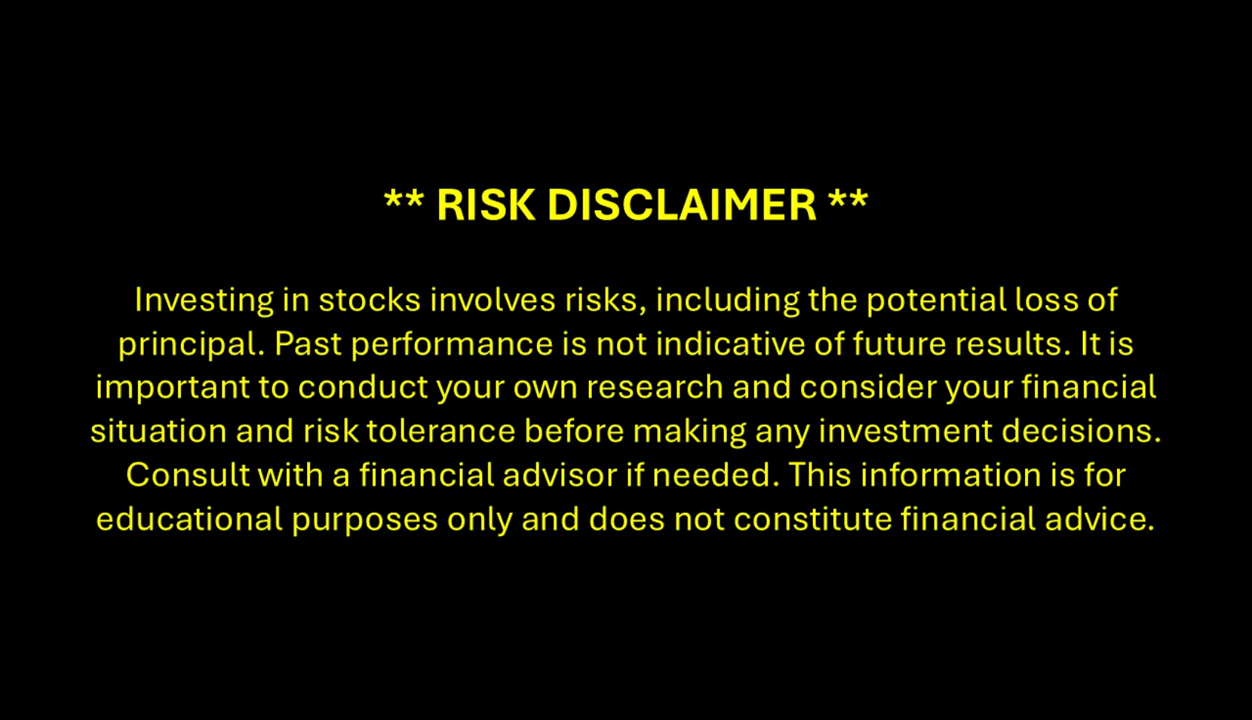 ** RISK DISCLAIMER **
Investing in stocks involves risks, including the potential loss of
principal. Past performance is not indicative of future results. It is
important to conduct your own research and consider your financial
situation and risk tolerance before making any investment decisions.
Consult with a financial advisor if needed. This information is for
educational purposes only and does not constitute financial advice.